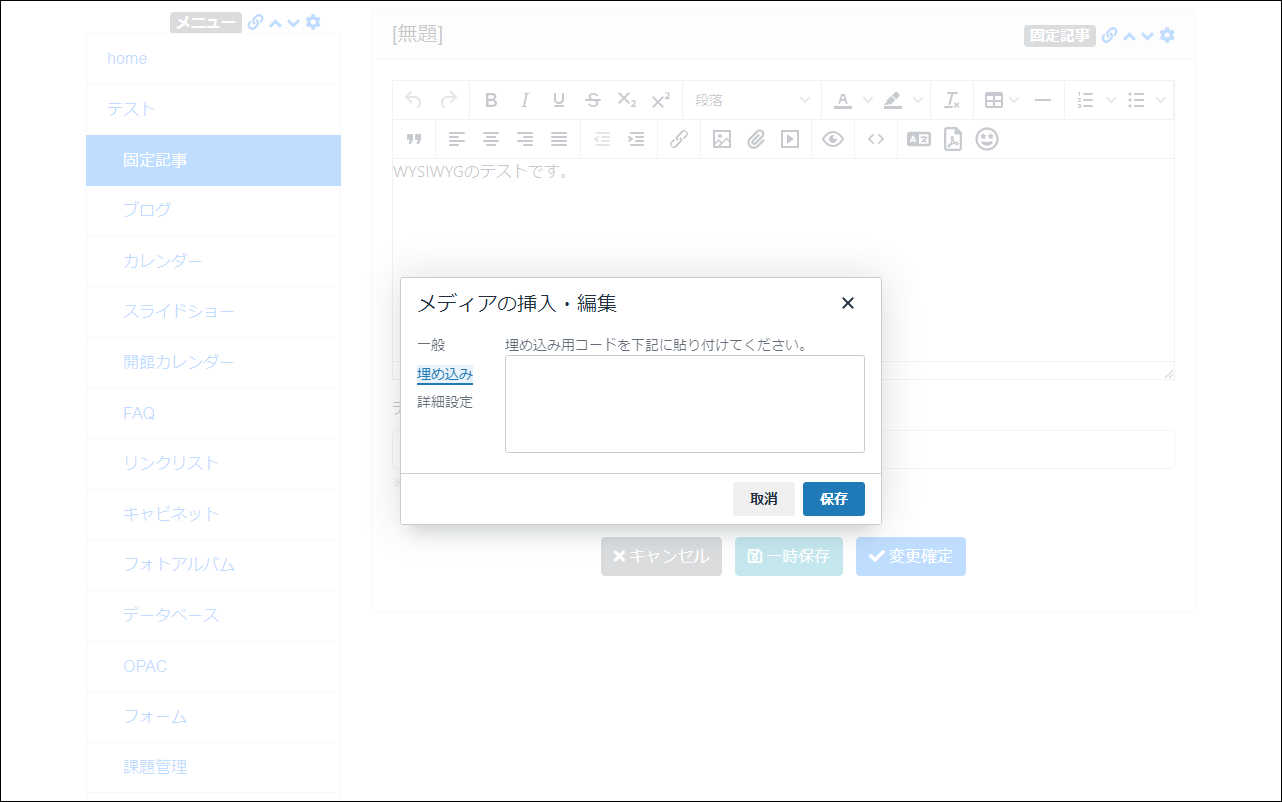 メニュー
home
テスト
固定記事
ブログ
カレンダー
スライドショー
開館カレンダー
FAQ
リンクリスト
キャビネット
フォトアルバム
データベース
OPAC
フォーム
課題管理
[無題]
固定記事
段落
WYSIWYGのテストです。
メディアの挿入・編集
一般
埋め込み
詳細設定
埋め込み用コードを下記に貼り付けてください。
取消
保存
キャンセル
一時保存
変更確定